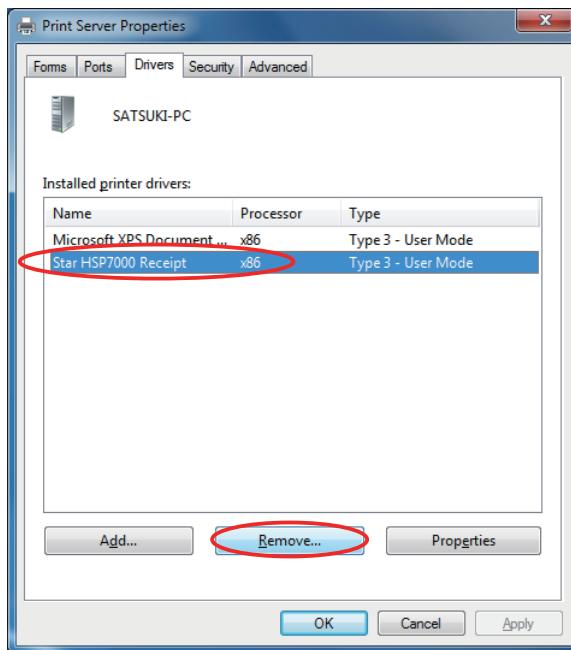 Print Server Properties
Forms Ports Drivers Security Advanced
SATSUKI-PC
Installed printer drivers:
Name Processor Type
Microsoft XPS Document ... x86 Type 3 - User Mode
Star HSP7000 Receipt x86 Type 3 - User Mode
Add... Remove... Properties
OK Cancel Apply